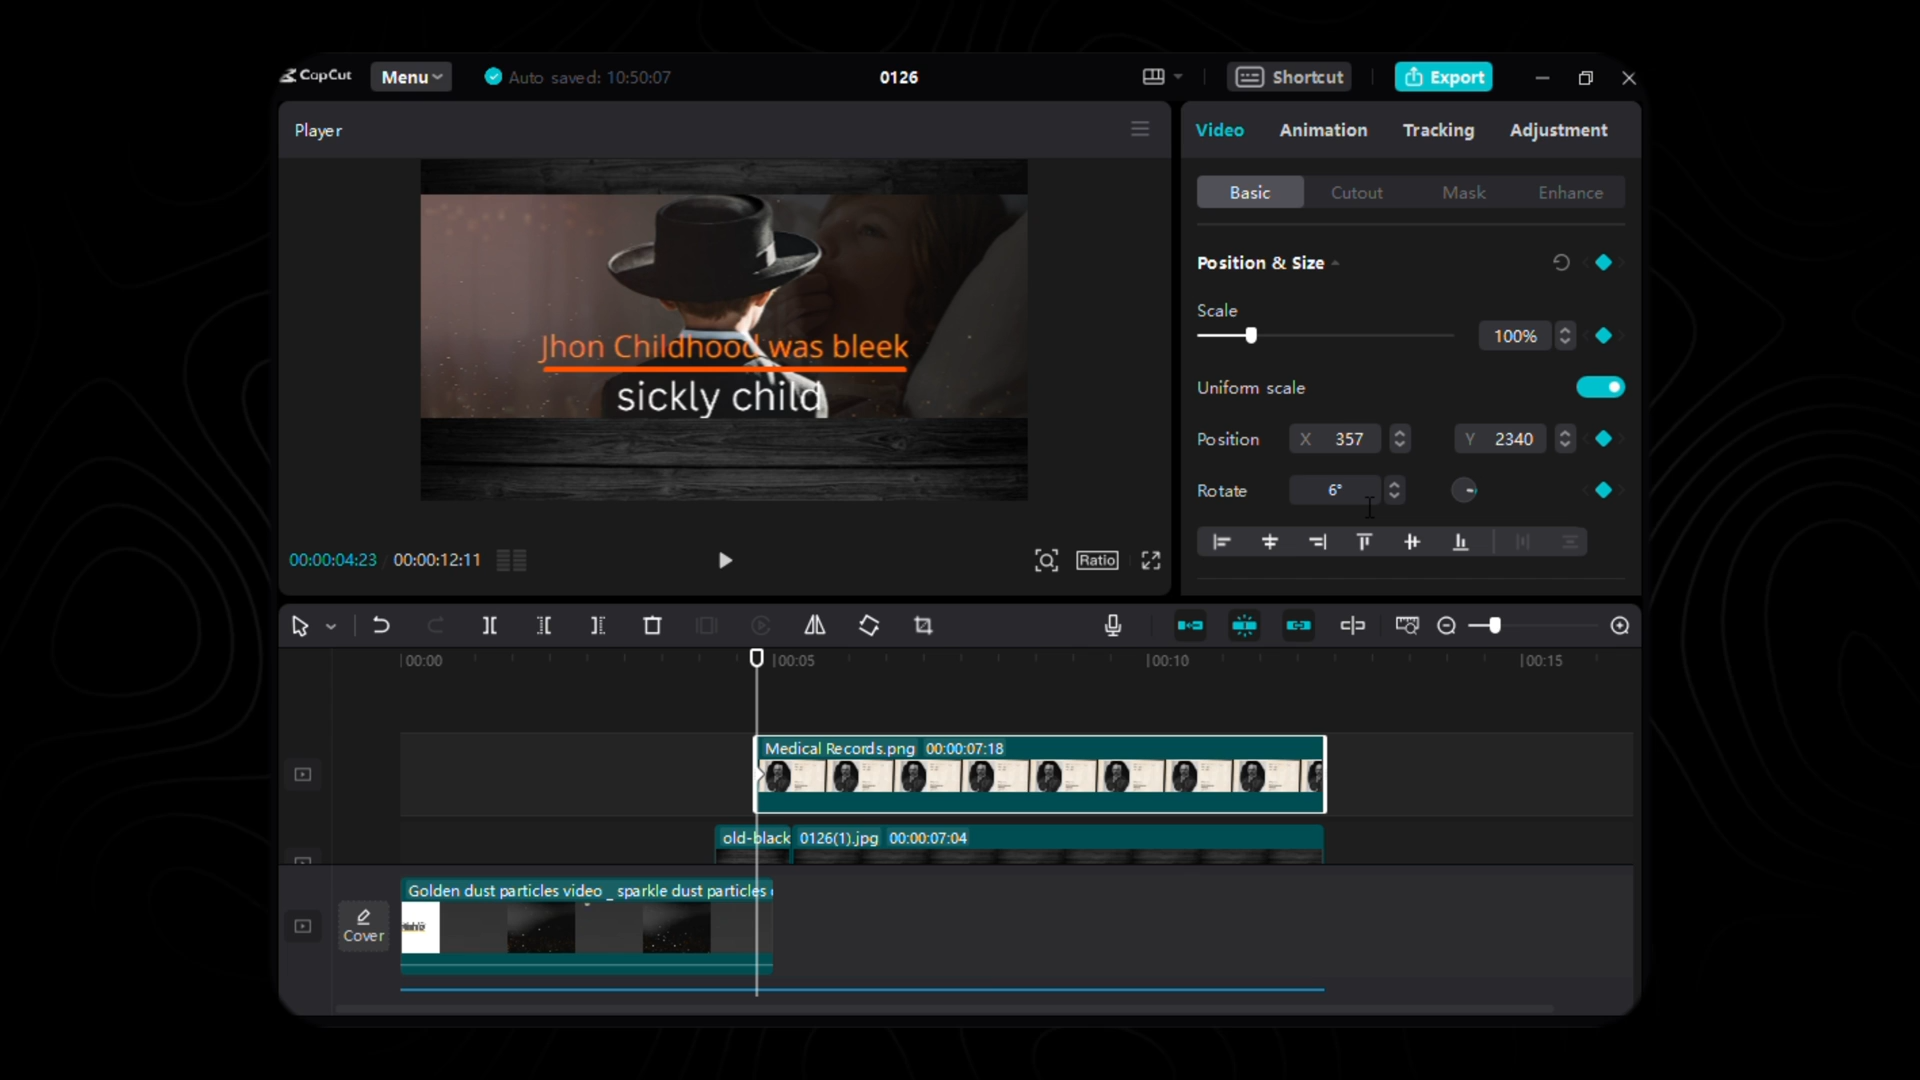 CapCut
Menu
Auto saved: 10:50:07
0126
Shortcut
Export
Player
Video
Animation
Tracking
Adjustment
Basic
Cutout
Mask
Enhance
Jhon Childhood was bleek
sickly child
Position & Size
Scale
100%
Uniform scale
Position
X 357
Y 2340
Rotate
6°
00:00:04:23 / 00:00:12:11
Ratio
00:00
00:05
00:10
00:15
Medical Records.png 00:00:07:18
old-black
0126(1).jpg 00:00:07:04
Golden dust particles video _ sparkle dust particles
Cover